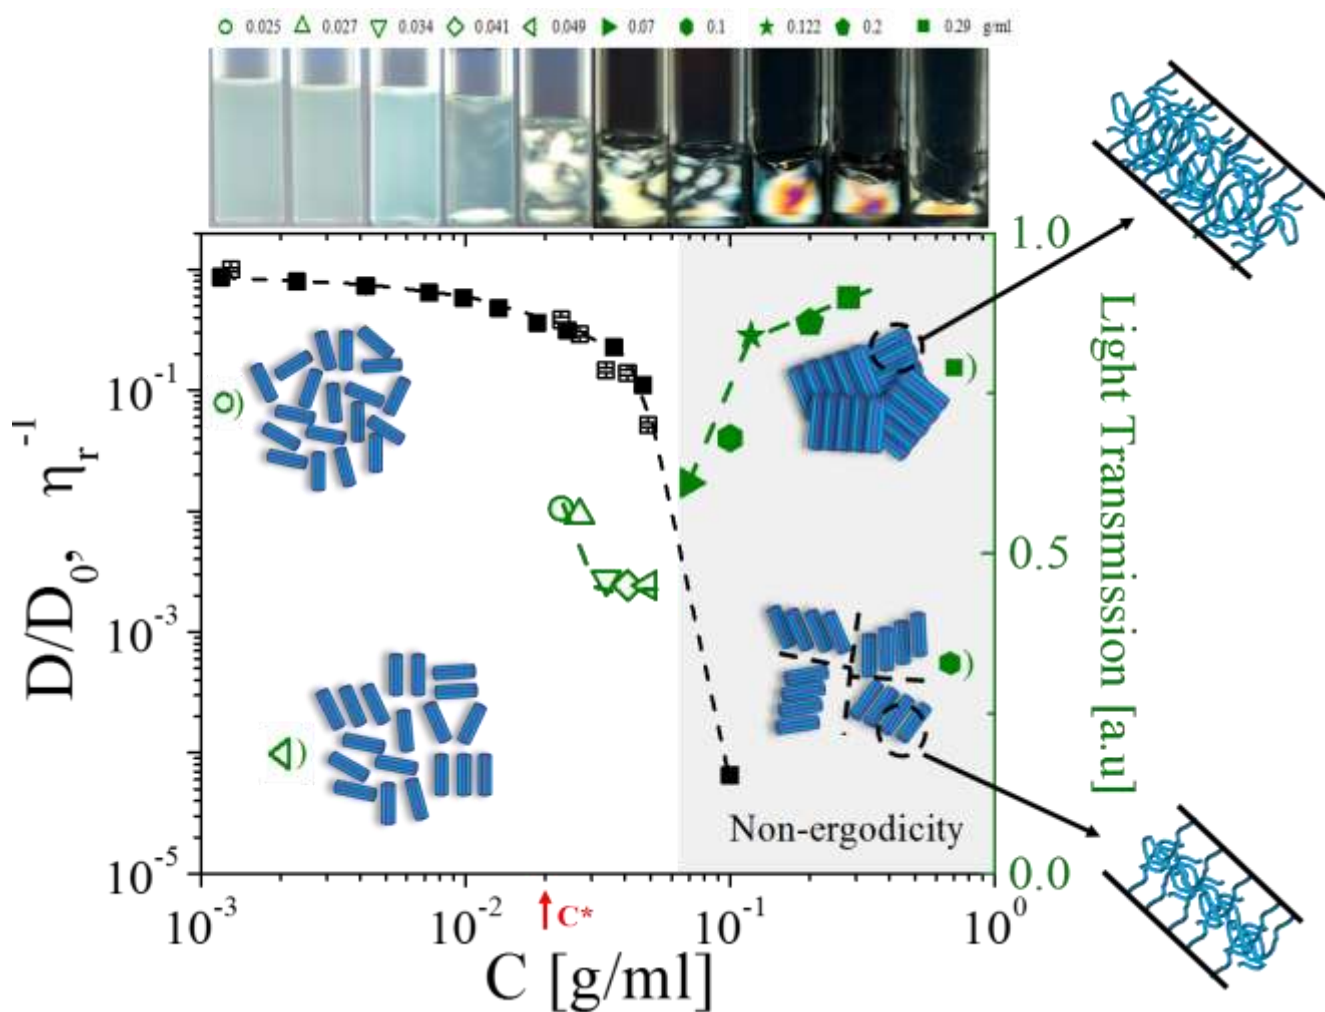 0.025 0.027 0.034 0.041 0.049 0.07 0.1 0.122 0.2 0.29 g/ml
D/D₀, ηᵣ⁻¹
10⁻¹
10⁻³
10⁻⁵
10⁻³
10⁻²
10⁻¹
10⁰
C*
C [g/ml]
)
)
)
)
Non-ergodicity
1.0
0.5
0.0
Light Transmission [a.u]